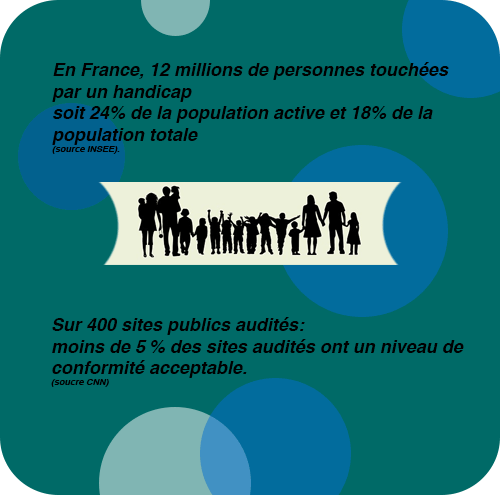 En France, 12 millions de personnes touchées
par un handicap
soit 24% de la population active et 18% de la
population totale
(source INSEE).
Sur 400 sites publics audités:
moins de 5 % des sites audités ont un niveau de
conformité acceptable.
(soucre CNN)